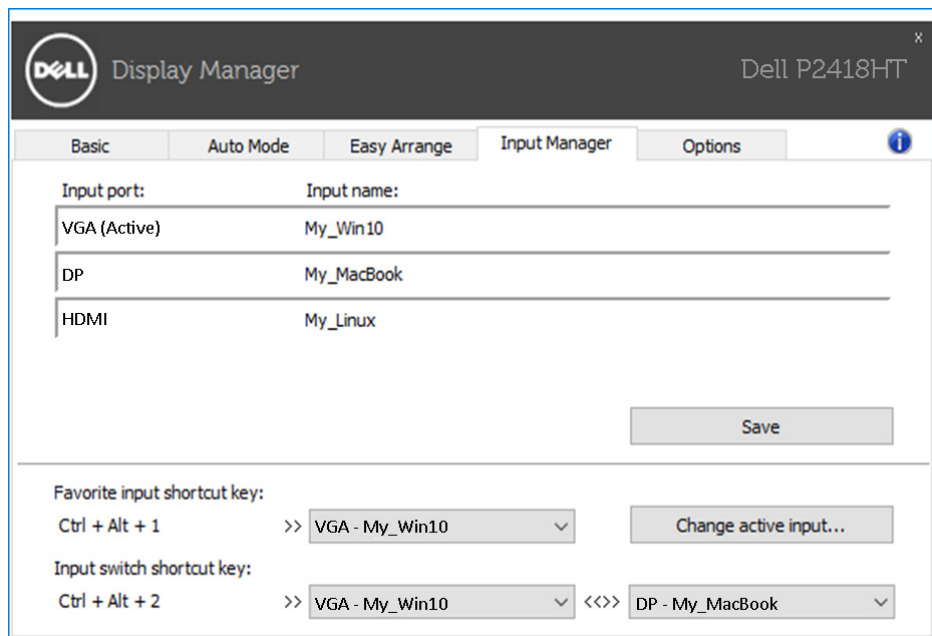 x
DELL Display Manager Dell P2418HT
Basic Auto Mode Easy Arrange Input Manager Options i
Input port: Input name:
VGA (Active) My_Win10
DP My_MacBook
HDMI My_Linux
Save
Favorite input shortcut key:
Ctrl + Alt + 1 >> VGA - My_Win10 Change active input...
Input switch shortcut key:
Ctrl + Alt + 2 >> VGA - My_Win10 <<>> DP - My_MacBook